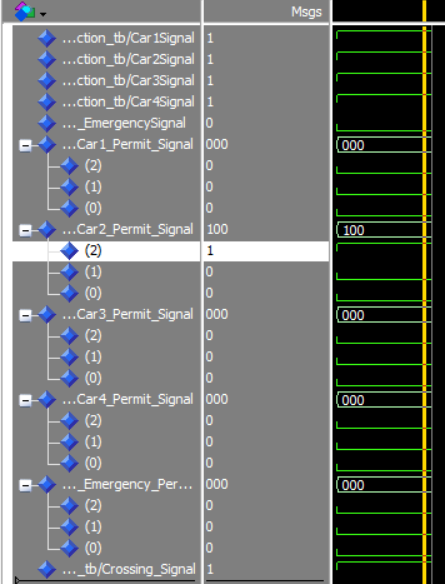 Msgs
...ction_tb/Car1Signal 1
...ction_tb/Car2Signal 1
...ction_tb/Car3Signal 1
...ction_tb/Car4Signal 1
..._EmergencySignal 0
...Car1_Permit_Signal 000 000
(2) 0
(1) 0
(0) 0
...Car2_Permit_Signal 100 100
(2) 1
(1) 0
(0) 0
...Car3_Permit_Signal 000 000
(2) 0
(1) 0
(0) 0
...Car4_Permit_Signal 000 000
(2) 0
(1) 0
(0) 0
..._Emergency_Per... 000 000
(2) 0
(1) 0
(0) 0
..._tb/Crossing_Signal 1